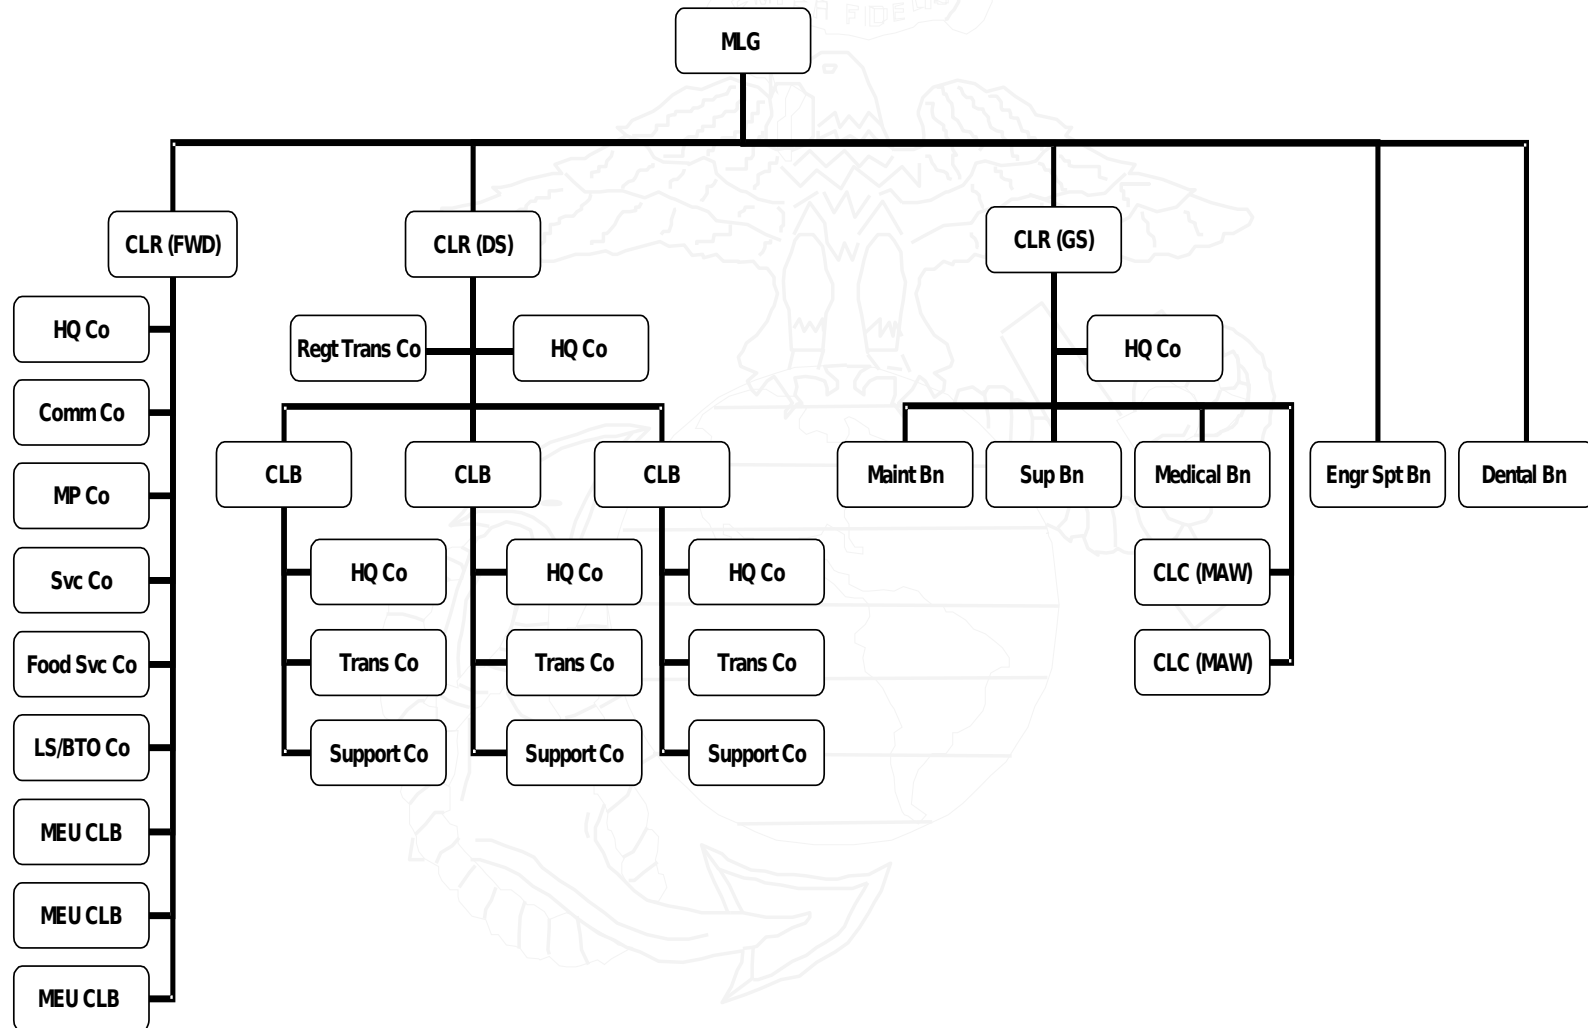 MLG
CLR (FWD)
CLR (DS)
CLR (GS)
HQ Co
Comm Co
MP Co
Svc Co
Food Svc Co
LS/BTO Co
MEU CLB
MEU CLB
MEU CLB
Regt Trans Co
HQ Co
CLB
CLB
CLB
HQ Co
HQ Co
HQ Co
Trans Co
Trans Co
Trans Co
Support Co
Support Co
Support Co
HQ Co
Maint Bn
Sup Bn
Medical Bn
CLC (MAW)
CLC (MAW)
Engr Spt Bn
Dental Bn